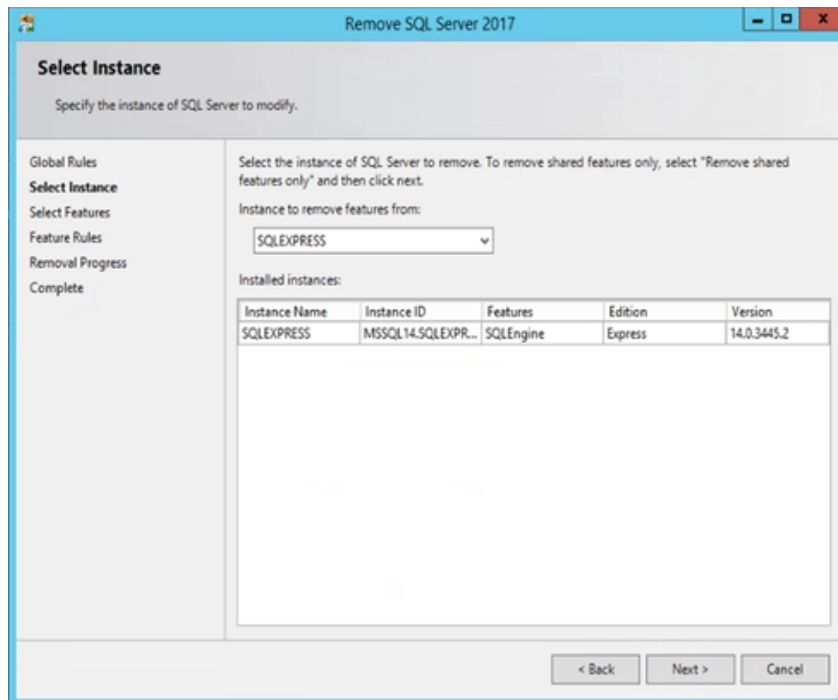 Remove SQL Server 2017
Select Instance
Specify the instance of SQL Server to modify.
Global Rules
Select Instance
Select Features
Feature Rules
Removal Progress
Complete
Select the instance of SQL Server to remove. To remove shared features only, select "Remove shared
features only" and then click next.
Instance to remove features from:
SQLEXPRESS
Installed instances:
Instance Name Instance ID Features Edition Version
SQLEXPRESS MSSQL14.SQLEXPR... SQLEngine Express 14.0.3445.2
< Back Next > Cancel